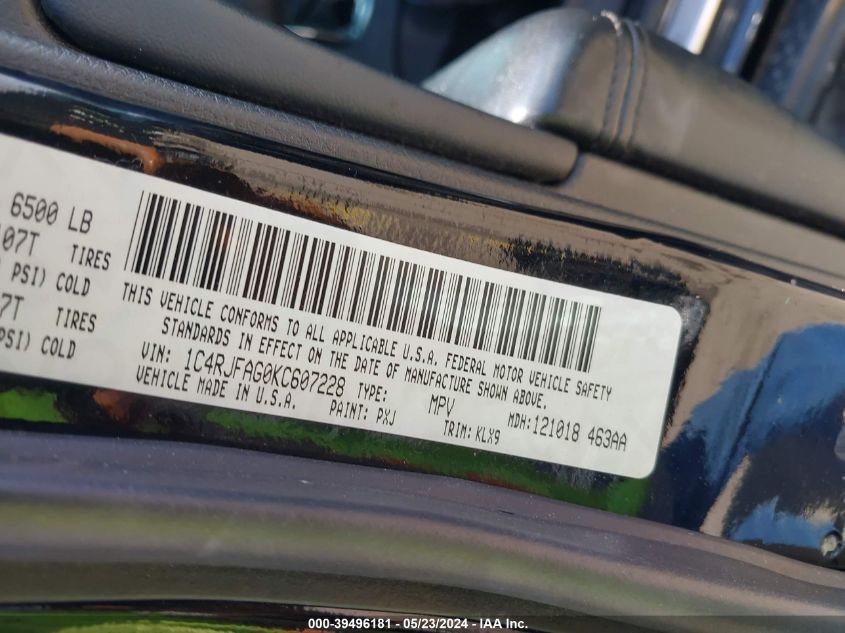 6500 LB
07T TIRES
PSI) COLD
7T TIRES
PSI) COLD
THIS VEHICLE CONFORMS TO ALL APPLICABLE U.S.A. FEDERAL MOTOR VEHICLE SAFETY
STANDARDS IN EFFECT ON THE DATE OF MANUFACTURE SHOWN ABOVE.
VIN: 1C4RJFAG0KC607228 TYPE: MPV MDH:121018 463AA
VEHICLE MADE IN U.S.A. PAINT: PXJ TRIM: KLX9
000-39496181 - 05/23/2024 - IAA Inc.